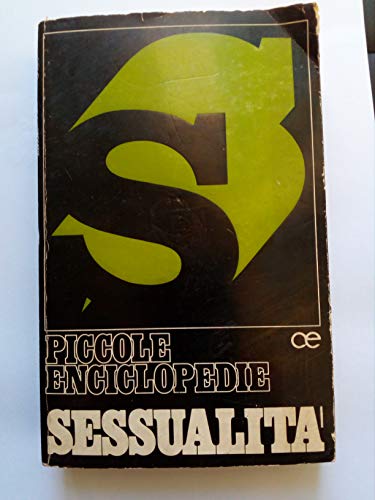 S
PICCOLE
ENCICLOPEDIE
œ
SESSUALITA'